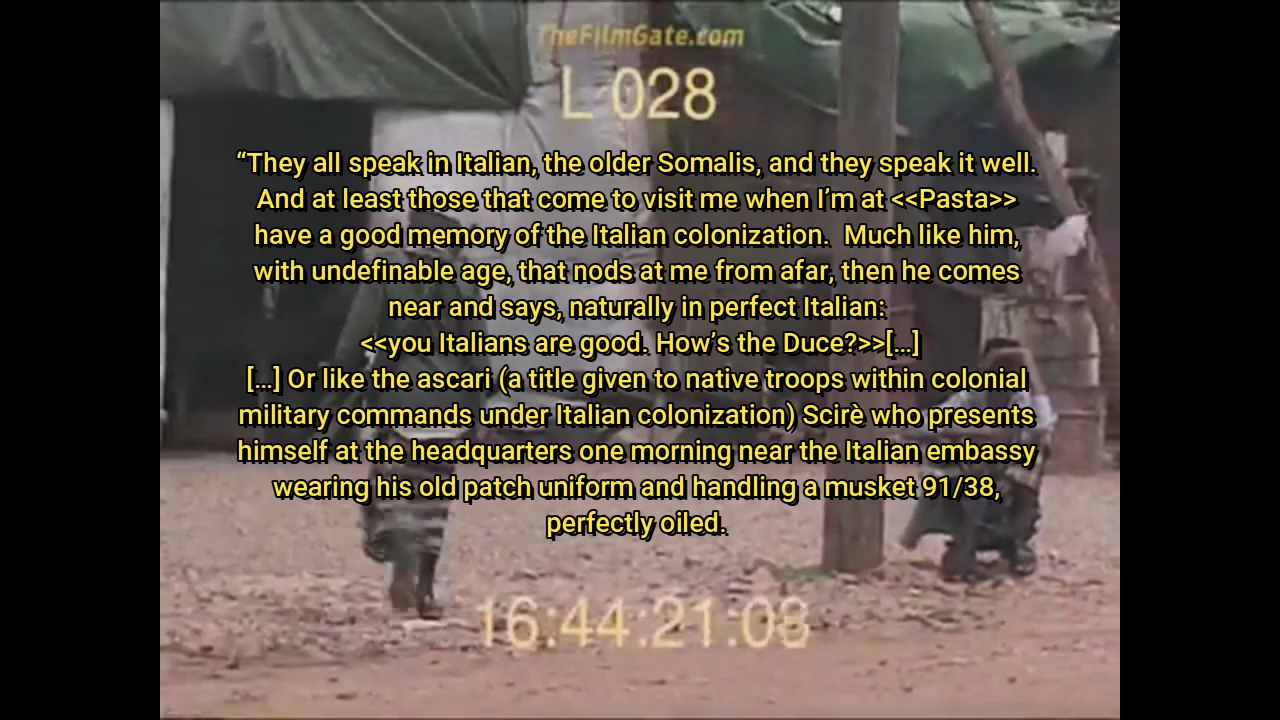 TheFilmGate.com
L 028
“They all speak in Italian, the older Somalis, and they speak it well.
And at least those that come to visit me when I’m at <<Pasta>>
have a good memory of the Italian colonization.  Much like him,
with undefinable age, that nods at me from afar, then he comes
near and says, naturally in perfect Italian:
<<you Italians are good. How’s the Duce?>>[...]
[...] Or like the ascari (a title given to native troops within colonial
military commands under Italian colonization) Scirè who presents
himself at the headquarters one morning near the Italian embassy
wearing his old patch uniform and handling a musket 91/38,
perfectly oiled.
16:44:21:08